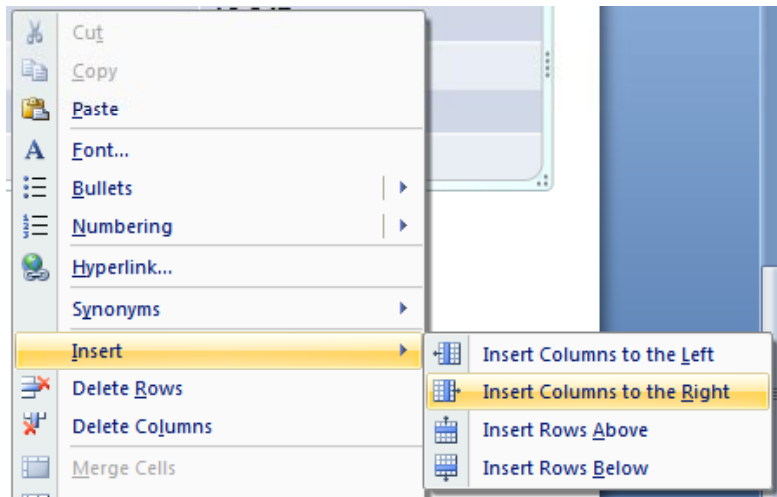 Cut
Copy
Paste
Font...
Bullets
Numbering
Hyperlink...
Synonyms
Insert
Delete Rows
Delete Columns
Merge Cells
Insert Columns to the Left
Insert Columns to the Right
Insert Rows Above
Insert Rows Below